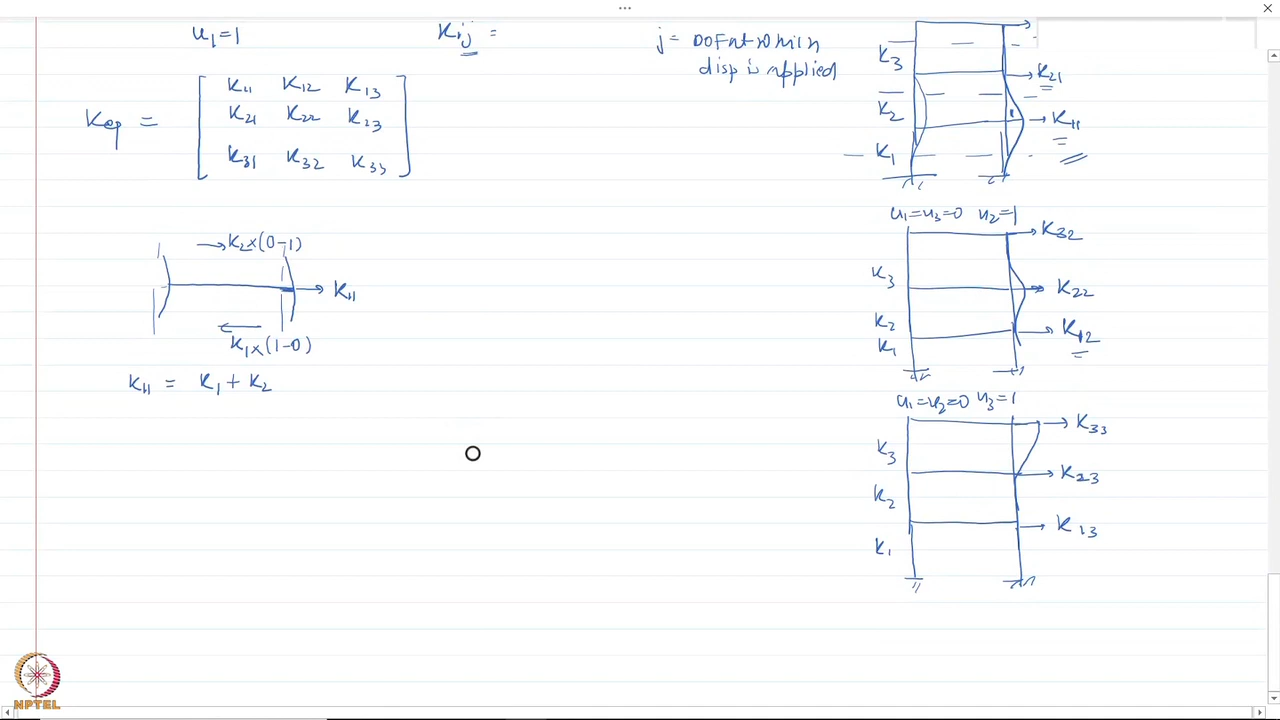 u₁=1
Kᵢⱼ =
j = DOF at which
disp is applied
Keq =
K₁₁ K₁₂ K₁₃
K₂₁ K₂₂ K₂₃
K₃₁ K₃₂ K₃₃
→K₂×(0-1)
K₁₁
K₁×(1-0)
K₁₁ = K₁ + K₂
K₃
K₂₁
K₂
1
K₁₁
K₁
u₁=u₃=0 u₂=1
K₃₂
K₃
K₂₂
K₂
K₁₂
K₁
u₁=u₂=0 u₃=1
K₃₃
K₃
K₂₃
K₂
K₁₃
K₁
NPTEL